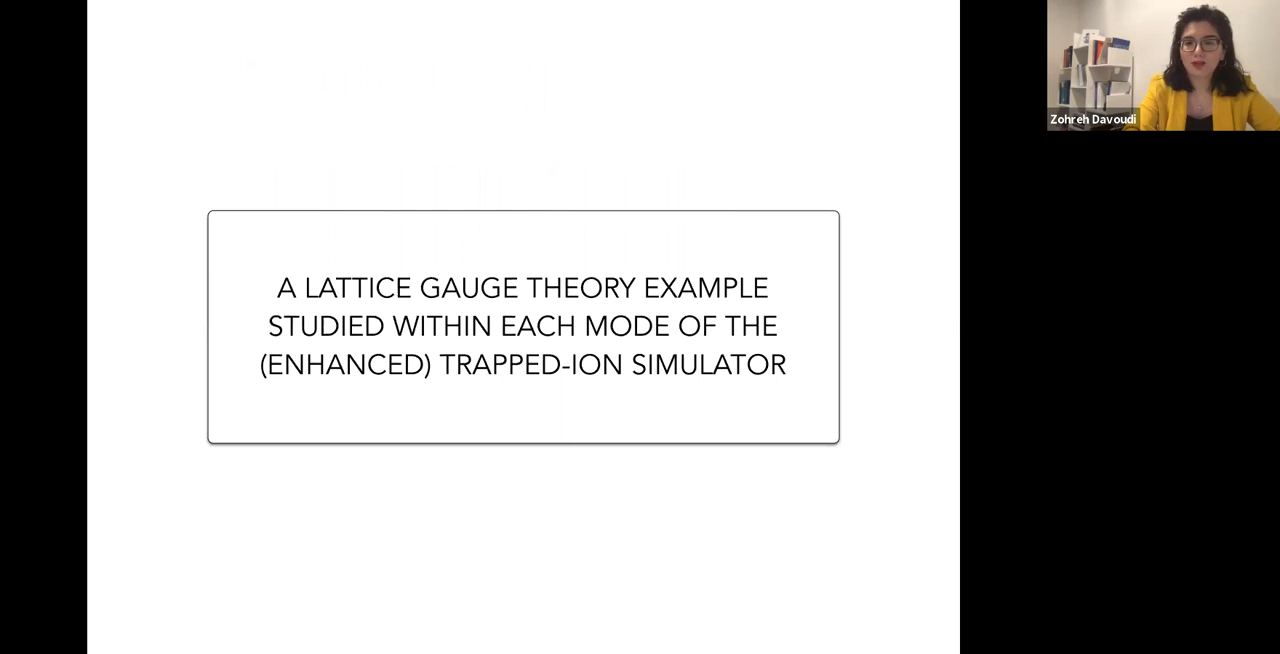 Zohreh Davoudi
A LATTICE GAUGE THEORY EXAMPLE
STUDIED WITHIN EACH MODE OF THE
(ENHANCED) TRAPPED-ION SIMULATOR